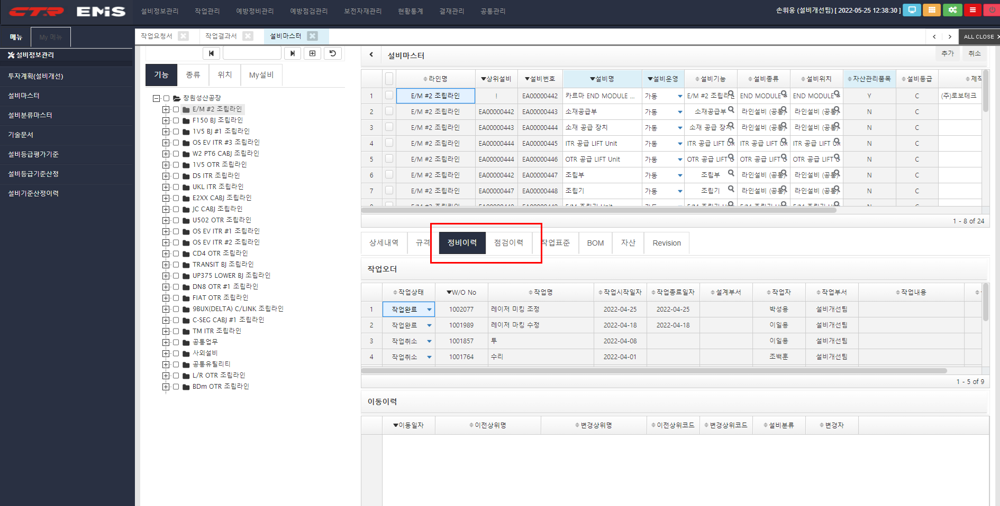 CTR EMiS 설비정보관리 작업관리 예방정비관리 예방점검관리 보전자재관리 현황통계 결재관리 공통관리 손휘웅 (설비개선팀) [ 2022-05-25 12:38:30 ]
메뉴 My 메뉴
작업요청서 작업결과서 설비마스터 ALL CLOSE
설비정보관리
투자계획(설비개선)
설비마스터
설비분류마스터
기술문서
설비등급평가기준
설비등급기준산정
설비기준산정이력
기능 종류 위치 My설비
창원성산공장
E/M #2 조립라인
F150 BJ 조립라인
1V5 BJ #1 조립라인
OS EV ITR #3 조립라인
W2 PT6 CABJ 조립라인
1V5 OTR 조립라인
DS ITR 조립라인
UKL ITR 조립라인
E2XX CABJ 조립라인
JC CABJ 조립라인
U502 OTR 조립라인
OS EV ITR #1 조립라인
OS EV ITR #2 조립라인
CD4 OTR 조립라인
TRANSIT BJ 조립라인
UP375 LOWER BJ 조립라인
DN8 OTR #1 조립라인
FIAT OTR 조립라인
9BUX(DELTA) C/LINK 조립라인
C-SEG CABJ #1 조립라인
TM ITR 조립라인
공통업무
사외설비
공통유틸리티
L/R OTR 조립라인
BDm OTR 조립라인
설비마스터 추가 취소
라인명 상위설비 설비번호 설비명 설비운영 설비기능 설비종류 설비위치 자산관리품목 설비등급 제작
1 E/M #2 조립라인 ! EA00000442 카르마 END MODULE ... 가동 E/M #2 조립라인 END MODULE END MODULE Y C (주)로보테크
2 E/M #2 조립라인 EA00000442 EA00000443 소재공급부 가동 소재공급부 라인설비 (공통) 라인설비 (공통) N C
3 E/M #2 조립라인 EA00000443 EA00000444 소재 공급 장치 가동 소재 공급 장치 라인설비 (공통) 라인설비 (공통) N C
4 E/M #2 조립라인 EA00000444 EA00000445 ITR 공급 LIFT Unit 가동 ITR 공급 LIFT Un ITR 공급 LIFT Un ITR 공급 LIFT Un N C
5 E/M #2 조립라인 EA00000444 EA00000446 OTR 공급 LIFT Unit 가동 OTR 공급 LIFT OTR 공급 LIFT OTR 공급 LIFT N C
6 E/M #2 조립라인 EA00000442 EA00000447 조립부 가동 조립부 라인설비 (공통) 라인설비 (공통) N C
7 E/M #2 조립라인 EA00000447 EA00000448 조립기 가동 조립기 라인설비 (공통) 라인설비 (공통) N C
1 - 8 of 24
상세내역 규격 정비이력 점검이력 작업표준 BOM 자산 Revision
작업오더
작업상태 W/O No 작업명 작업시작일자 작업종료일자 설계부서 작업자 작업부서 작업내용
1 작업완료 1002077 레이저 미킹 조정 2022-04-25 2022-04-25 박성용 설비개선팀
2 작업완료 1001989 레이저 마킹 수정 2022-04-18 2022-04-18 이일용 설비개선팀
3 작업취소 1001857 투 2022-04-08 이일용 설비개선팀
4 작업취소 1001764 수리 2022-04-01 조백훈 설비개선팀
1 - 5 of 9
이동이력
이동일자 이전상위명 변경상위명 이전상위코드 변경상위코드 설비분류 변경자